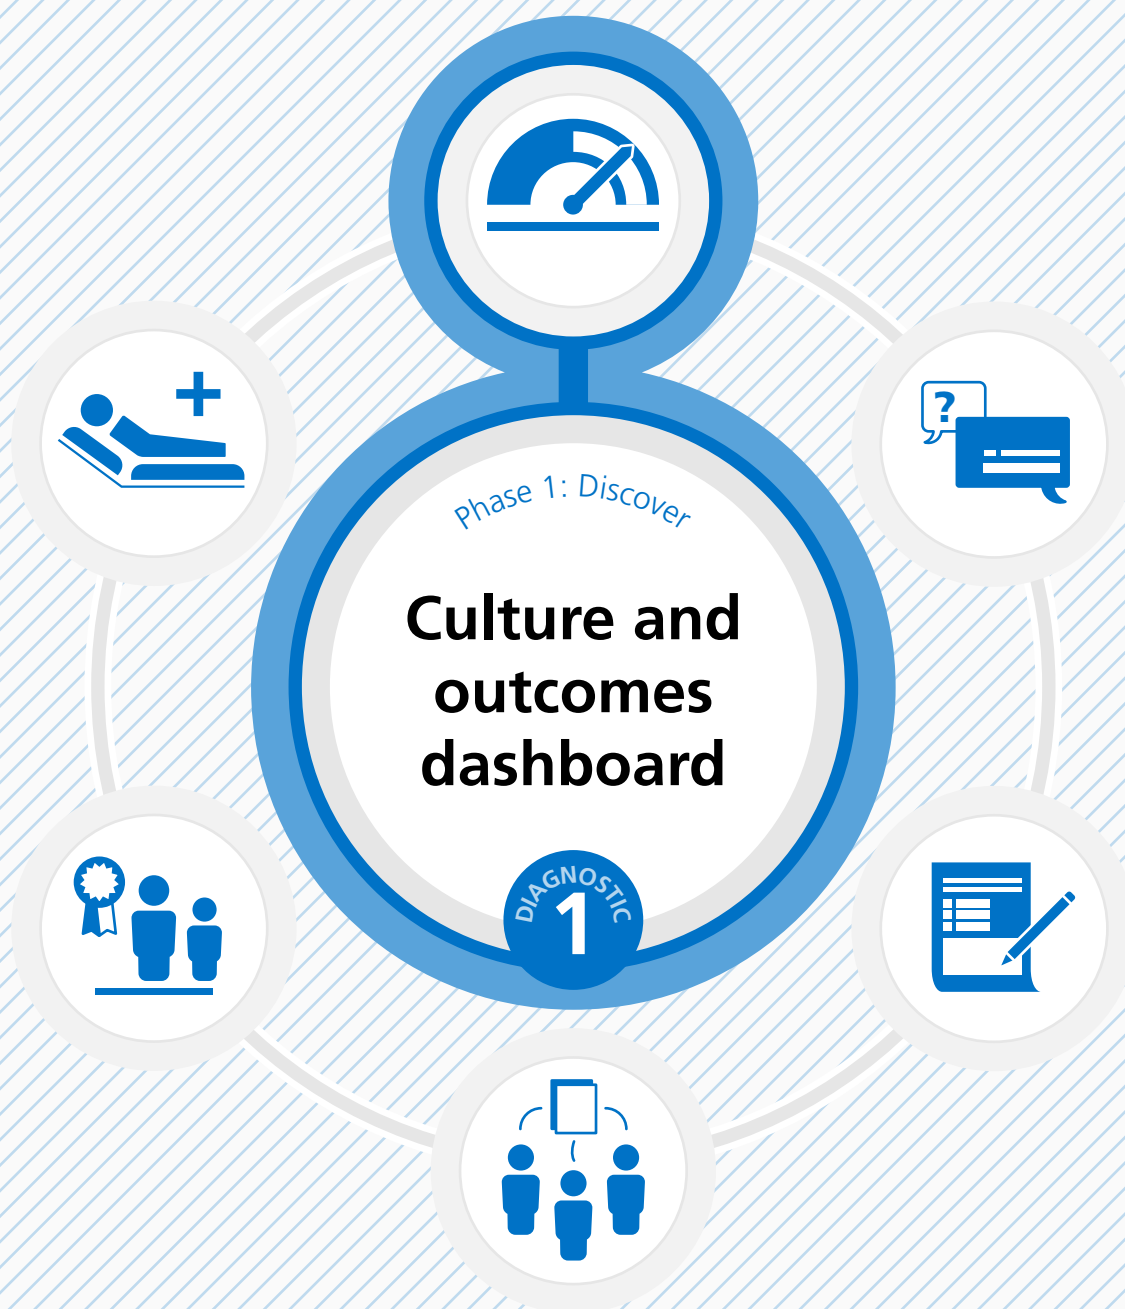 ?
Phase 1: Discover
Culture and
outcomes
dashboard
DIAGNOSTIC
1